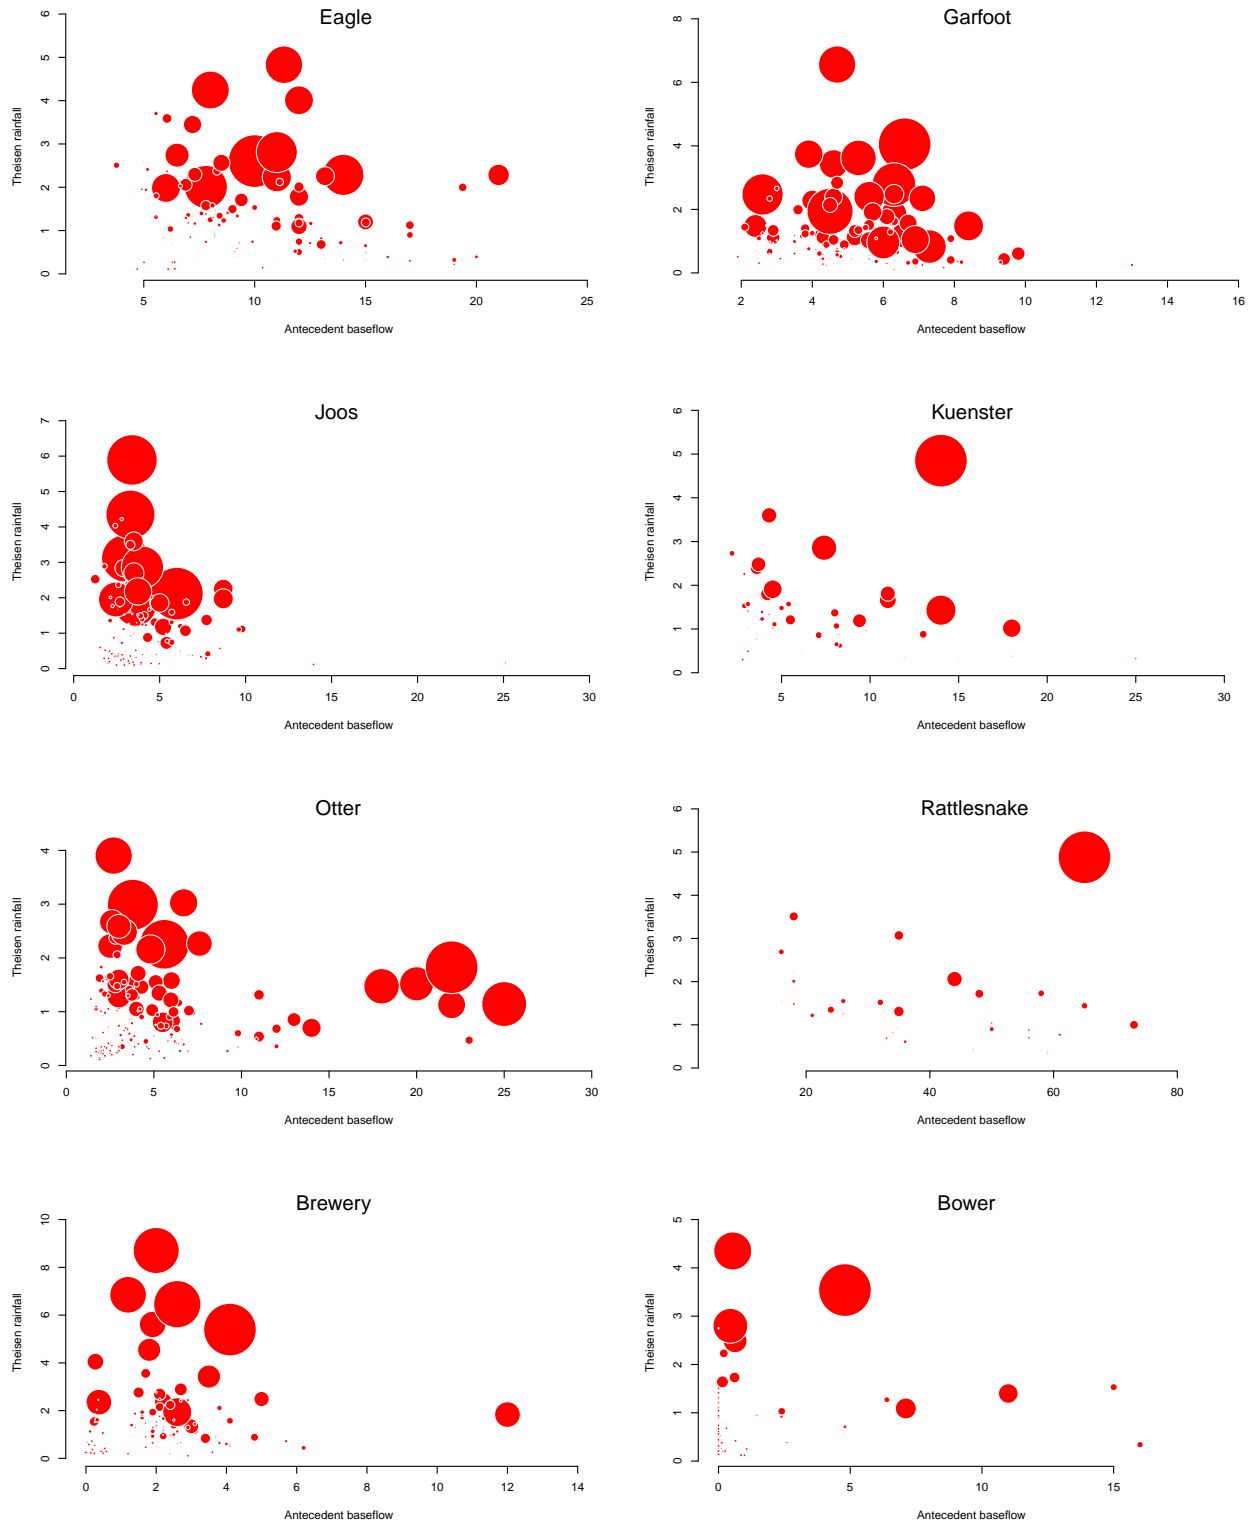 Eagle
6
5
4
3
2
1
0
Theisen rainfall
5 10 15 20 25
Antecedent baseflow
Garfoot
8
6
4
2
0
Theisen rainfall
2 4 6 8 10 12 14 16
Antecedent baseflow
Joos
7
6
5
4
3
2
1
0
Theisen rainfall
0 5 10 15 20 25 30
Antecedent baseflow
Kuenster
6
5
4
3
2
1
0
Theisen rainfall
5 10 15 20 25 30
Antecedent baseflow
Otter
4
3
2
1
0
Theisen rainfall
0 5 10 15 20 25 30
Antecedent baseflow
Rattlesnake
6
5
4
3
2
1
0
Theisen rainfall
20 40 60 80
Antecedent baseflow
Brewery
10
8
6
4
2
0
Theisen rainfall
0 2 4 6 8 10 12 14
Antecedent baseflow
Bower
5
4
3
2
1
0
Theisen rainfall
0 5 10 15
Antecedent baseflow